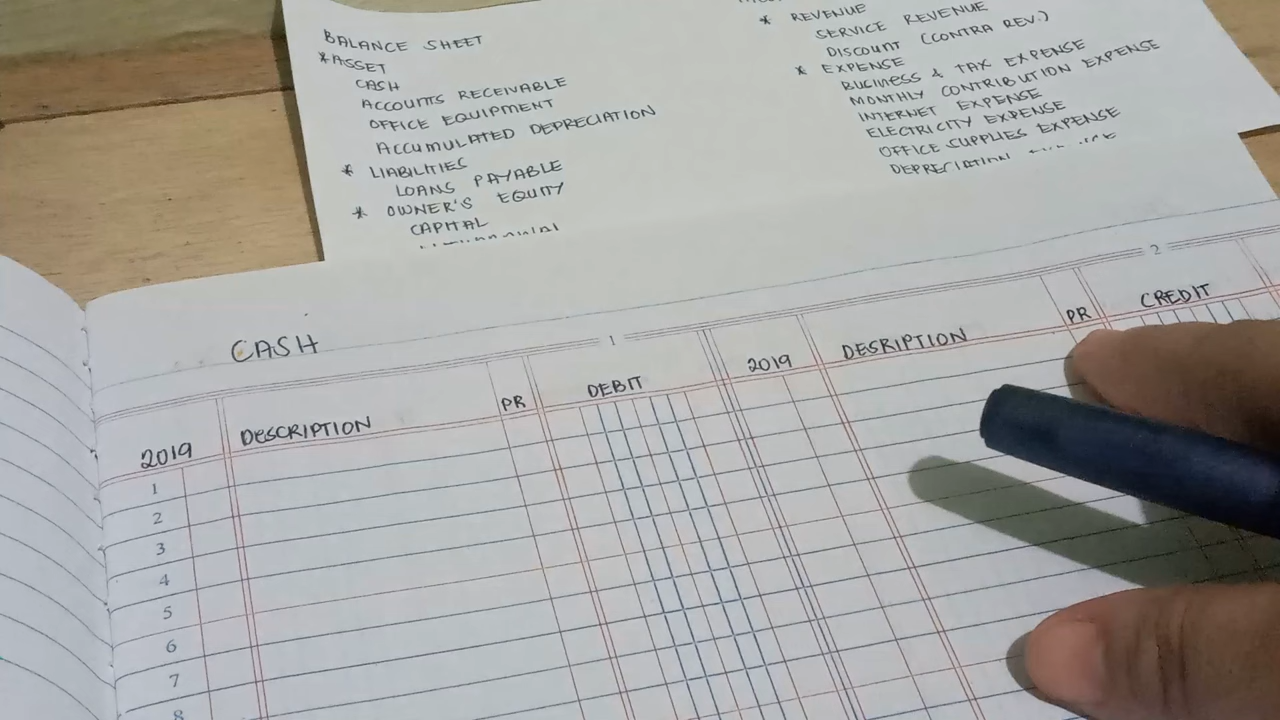 BALANCE SHEET
* ASSET
CASH
ACCOUNTS RECEIVABLE
OFFICE EQUIPMENT
ACCUMULATED DEPRECIATION
* LIABILITIES
LOANS PAYABLE
* OWNER'S EQUITY
CAPITAL
* REVENUE
SERVICE REVENUE
DISCOUNT (CONTRA REV.)
* EXPENSE
BUSINESS & TAX EXPENSE
MONTHLY CONTRIBUTION EXPENSE
INTERNET EXPENSE
ELECTRICITY EXPENSE
OFFICE SUPPLIES EXPENSE
DEPRECIATION
CASH
1 2
2019 DESCRIPTION PR DEBIT 2019 DESRIPTION PR CREDIT
1
2
3
4
5
6
7
8